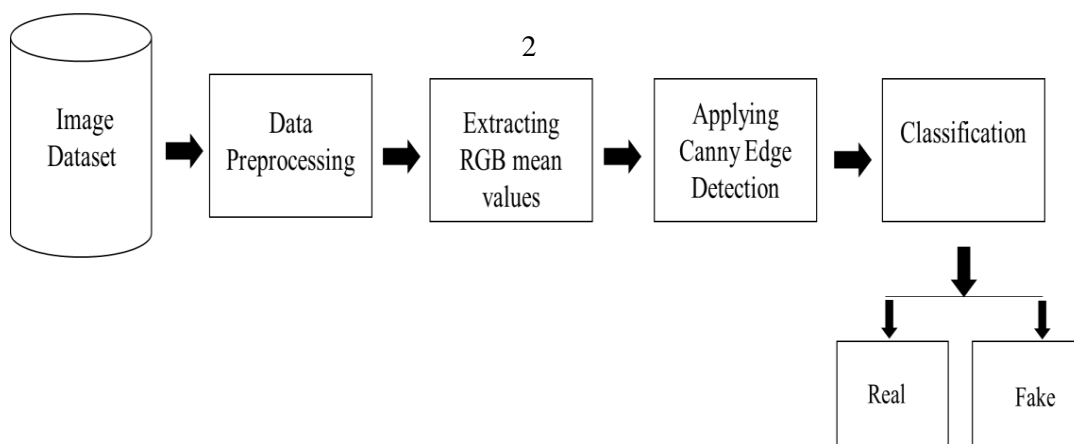 2
Image
Dataset
Data
Preprocessing
Extracting
RGB mean
values
Applying
Canny Edge
Detection
Classification
Real
Fake